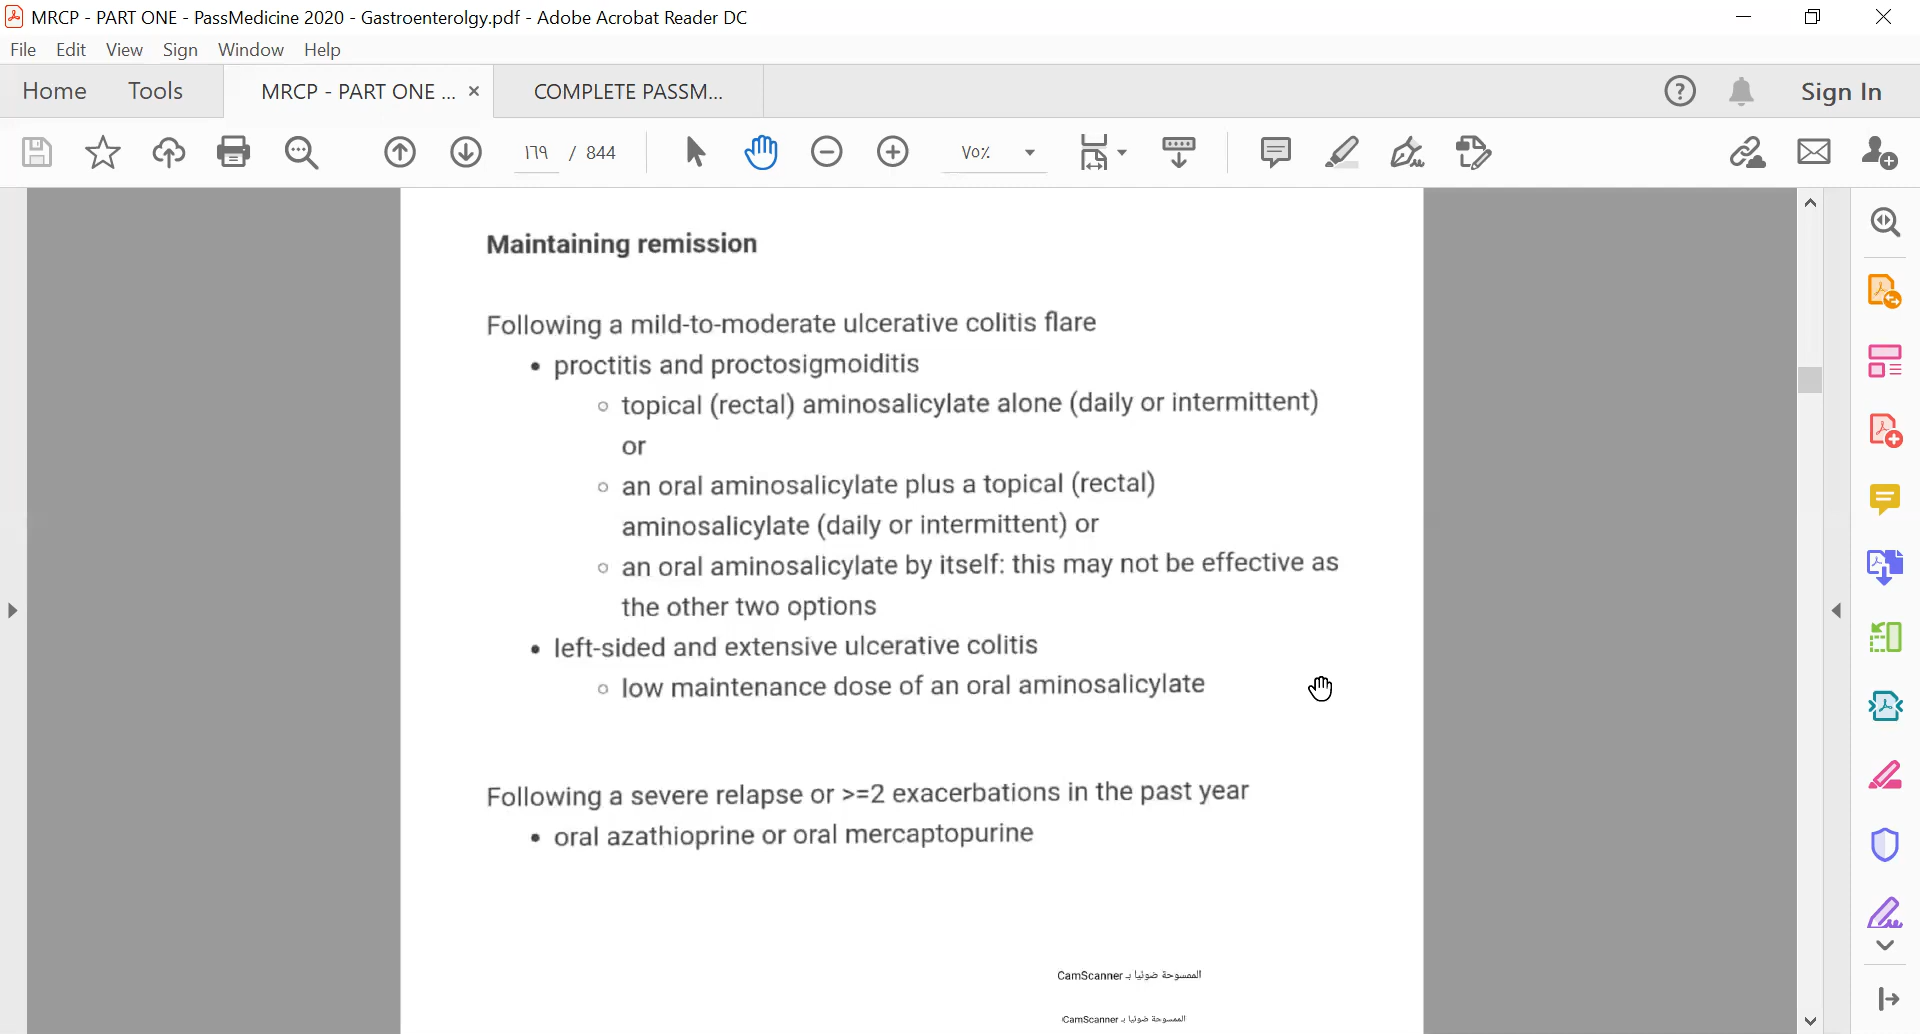 MRCP - PART ONE - PassMedicine 2020 - Gastroenterolgy.pdf - Adobe Acrobat Reader DC
File Edit View Sign Window Help
Home Tools MRCP - PART ONE ... × COMPLETE PASSM... Sign In
١٦٩ / 844 ٧٥٪
Maintaining remission
Following a mild-to-moderate ulcerative colitis flare
• proctitis and proctosigmoiditis
○ topical (rectal) aminosalicylate alone (daily or intermittent)
or
○ an oral aminosalicylate plus a topical (rectal)
aminosalicylate (daily or intermittent) or
○ an oral aminosalicylate by itself: this may not be effective as
the other two options
• left-sided and extensive ulcerative colitis
○ low maintenance dose of an oral aminosalicylate
Following a severe relapse or >=2 exacerbations in the past year
• oral azathioprine or oral mercaptopurine
الممسوحة ضوئيا بـ CamScanner
الممسوحة ضوئيا بـ CamScanner